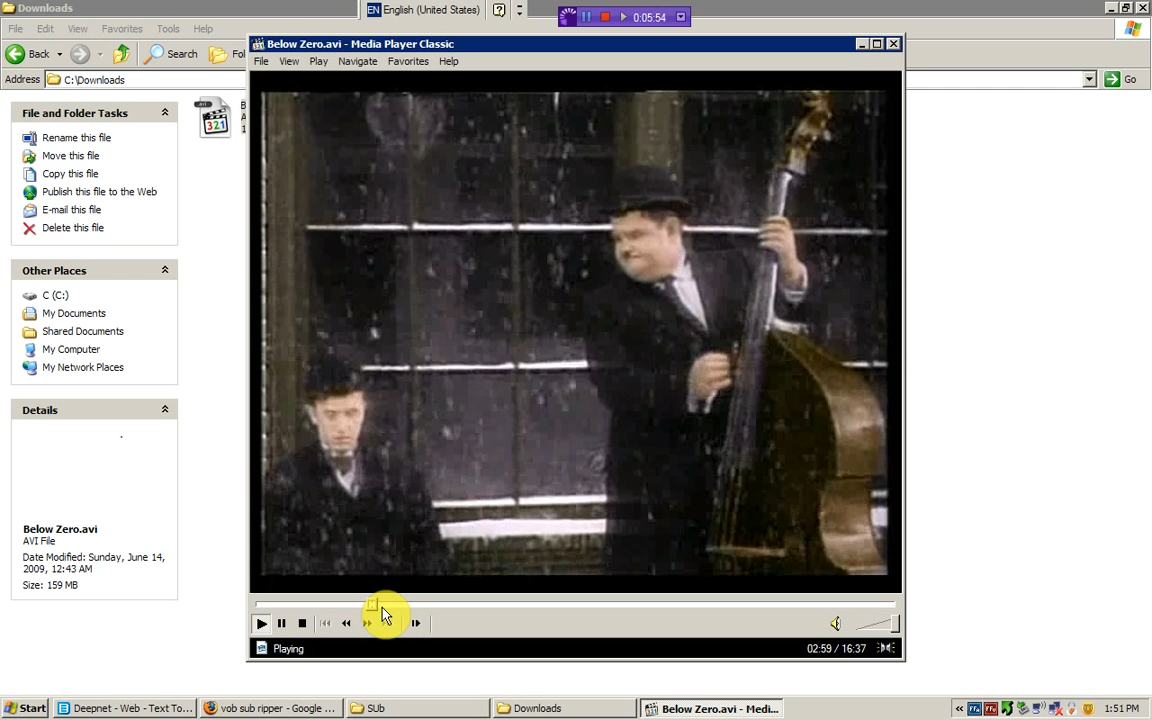 Downloads
EN English (United States)
0:05:54
File Edit View Favorites Tools Help
Back Search Fol
Address C:\Downloads Go
Below Zero.avi - Media Player Classic
File View Play Navigate Favorites Help
File and Folder Tasks
Rename this file
Move this file
Copy this file
Publish this file to the Web
E-mail this file
Delete this file
321
Other Places
C (C:)
My Documents
Shared Documents
My Computer
My Network Places
Details
Below Zero.avi
AVI File
Date Modified: Sunday, June 14,
2009, 12:43 AM
Size: 159 MB
Playing 02:59 / 16:37
Start Deepnet - Web - Text To... vob sub ripper - Google ... SUb Downloads Below Zero.avi - Medi... 1:51 PM